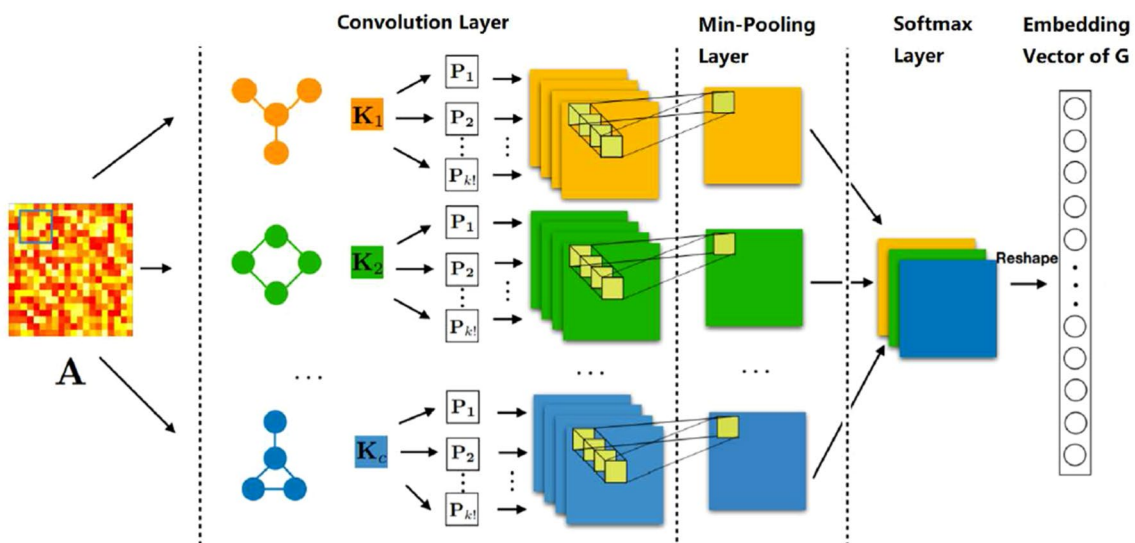 Convolution Layer
Min-Pooling
Layer
Softmax
Layer
Embedding
Vector of G
P₁
K₁
P₂
⋮ ⋮
Pₖ!
P₁
K₂
P₂
⋮ ⋮
Pₖ!
Reshape
A
... ... ...
P₁
K_c
P₂
⋮ ⋮
Pₖ!